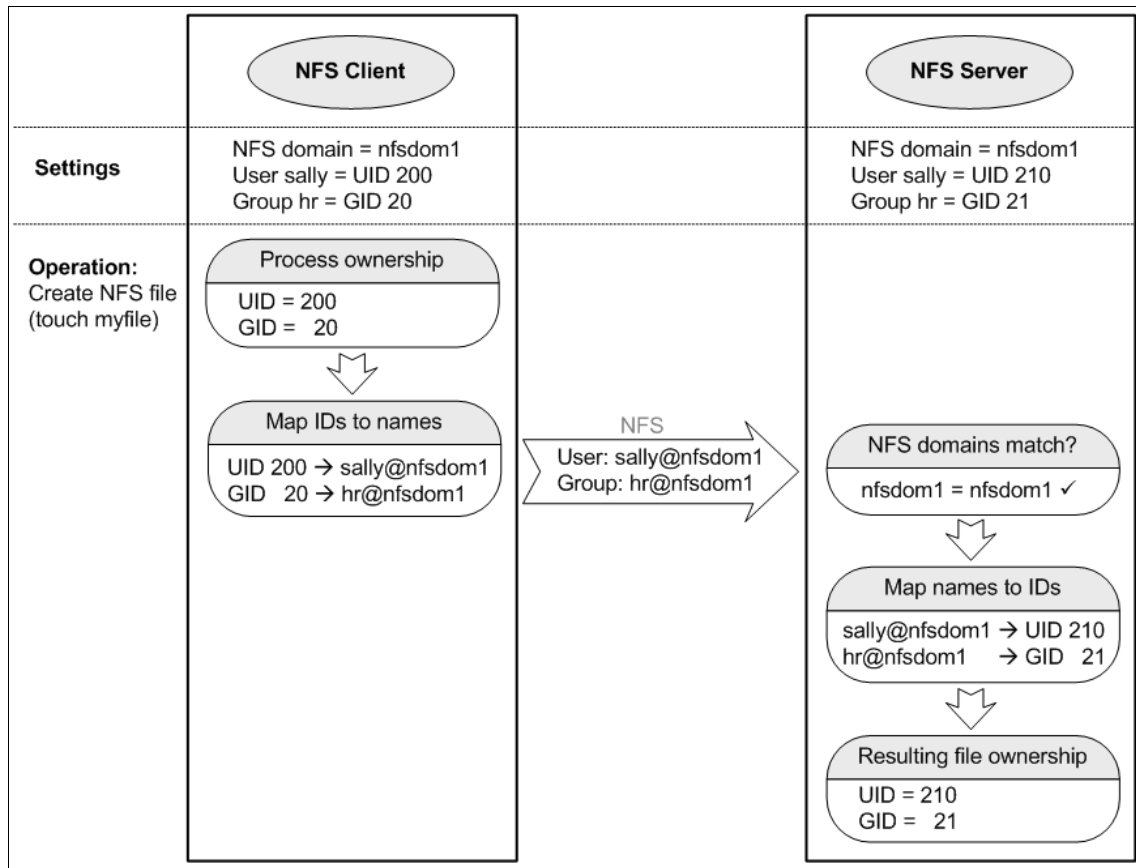 NFS Client
NFS Server
Settings
NFS domain = nfsdom1
User sally = UID 200
Group hr = GID 20
NFS domain = nfsdom1
User sally = UID 210
Group hr = GID 21
Operation:
Create NFS file
(touch myfile)
Process ownership
UID = 200
GID = 20
Map IDs to names
UID 200 → sally@nfsdom1
GID 20 → hr@nfsdom1
NFS
User: sally@nfsdom1
Group: hr@nfsdom1
NFS domains match?
nfsdom1 = nfsdom1 ✓
Map names to IDs
sally@nfsdom1 → UID 210
hr@nfsdom1 → GID 21
Resulting file ownership
UID = 210
GID = 21